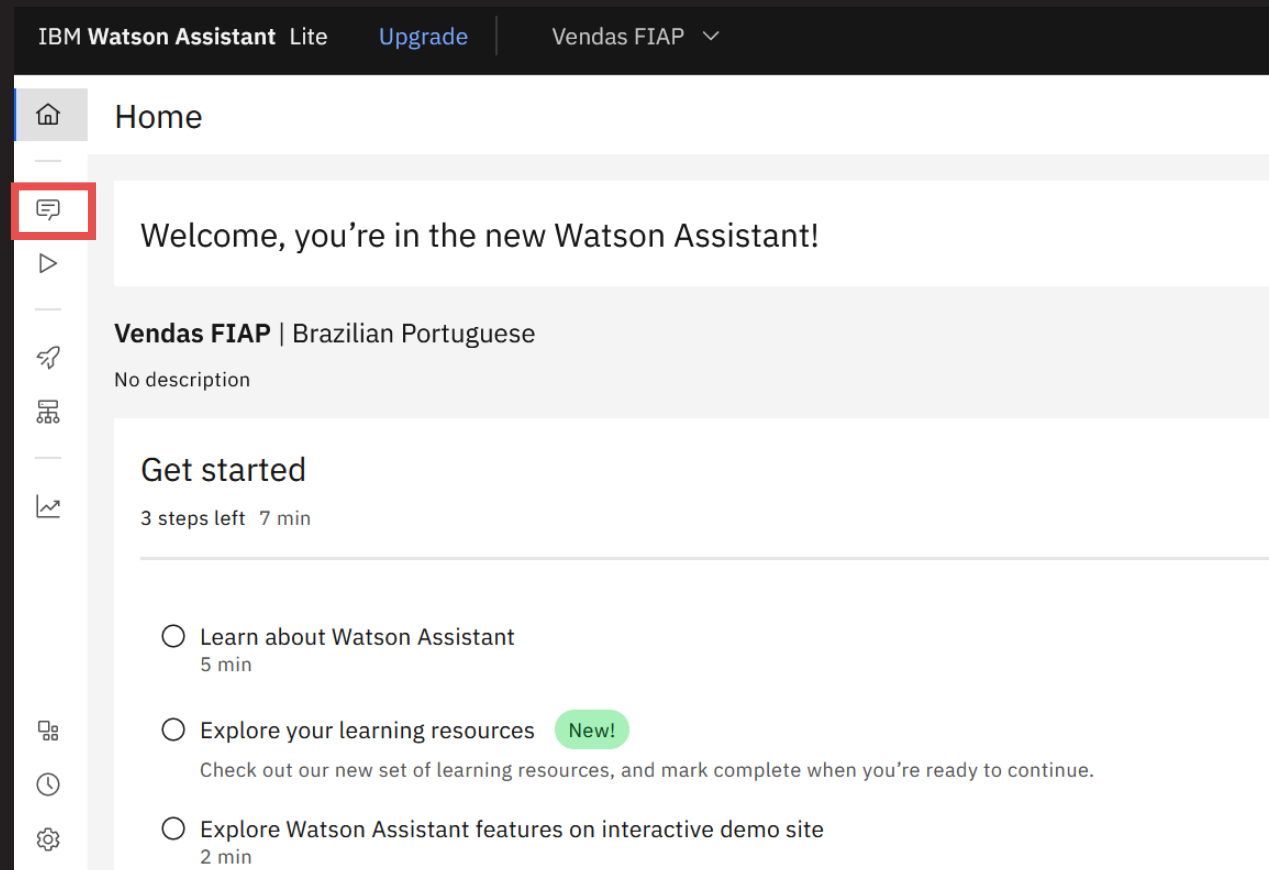 IBM Watson Assistant Lite Upgrade Vendas FIAP
Home
Welcome, you’re in the new Watson Assistant!
Vendas FIAP | Brazilian Portuguese
No description
Get started
3 steps left 7 min
Learn about Watson Assistant
5 min
Explore your learning resources New!
Check out our new set of learning resources, and mark complete when you’re ready to continue.
Explore Watson Assistant features on interactive demo site
2 min